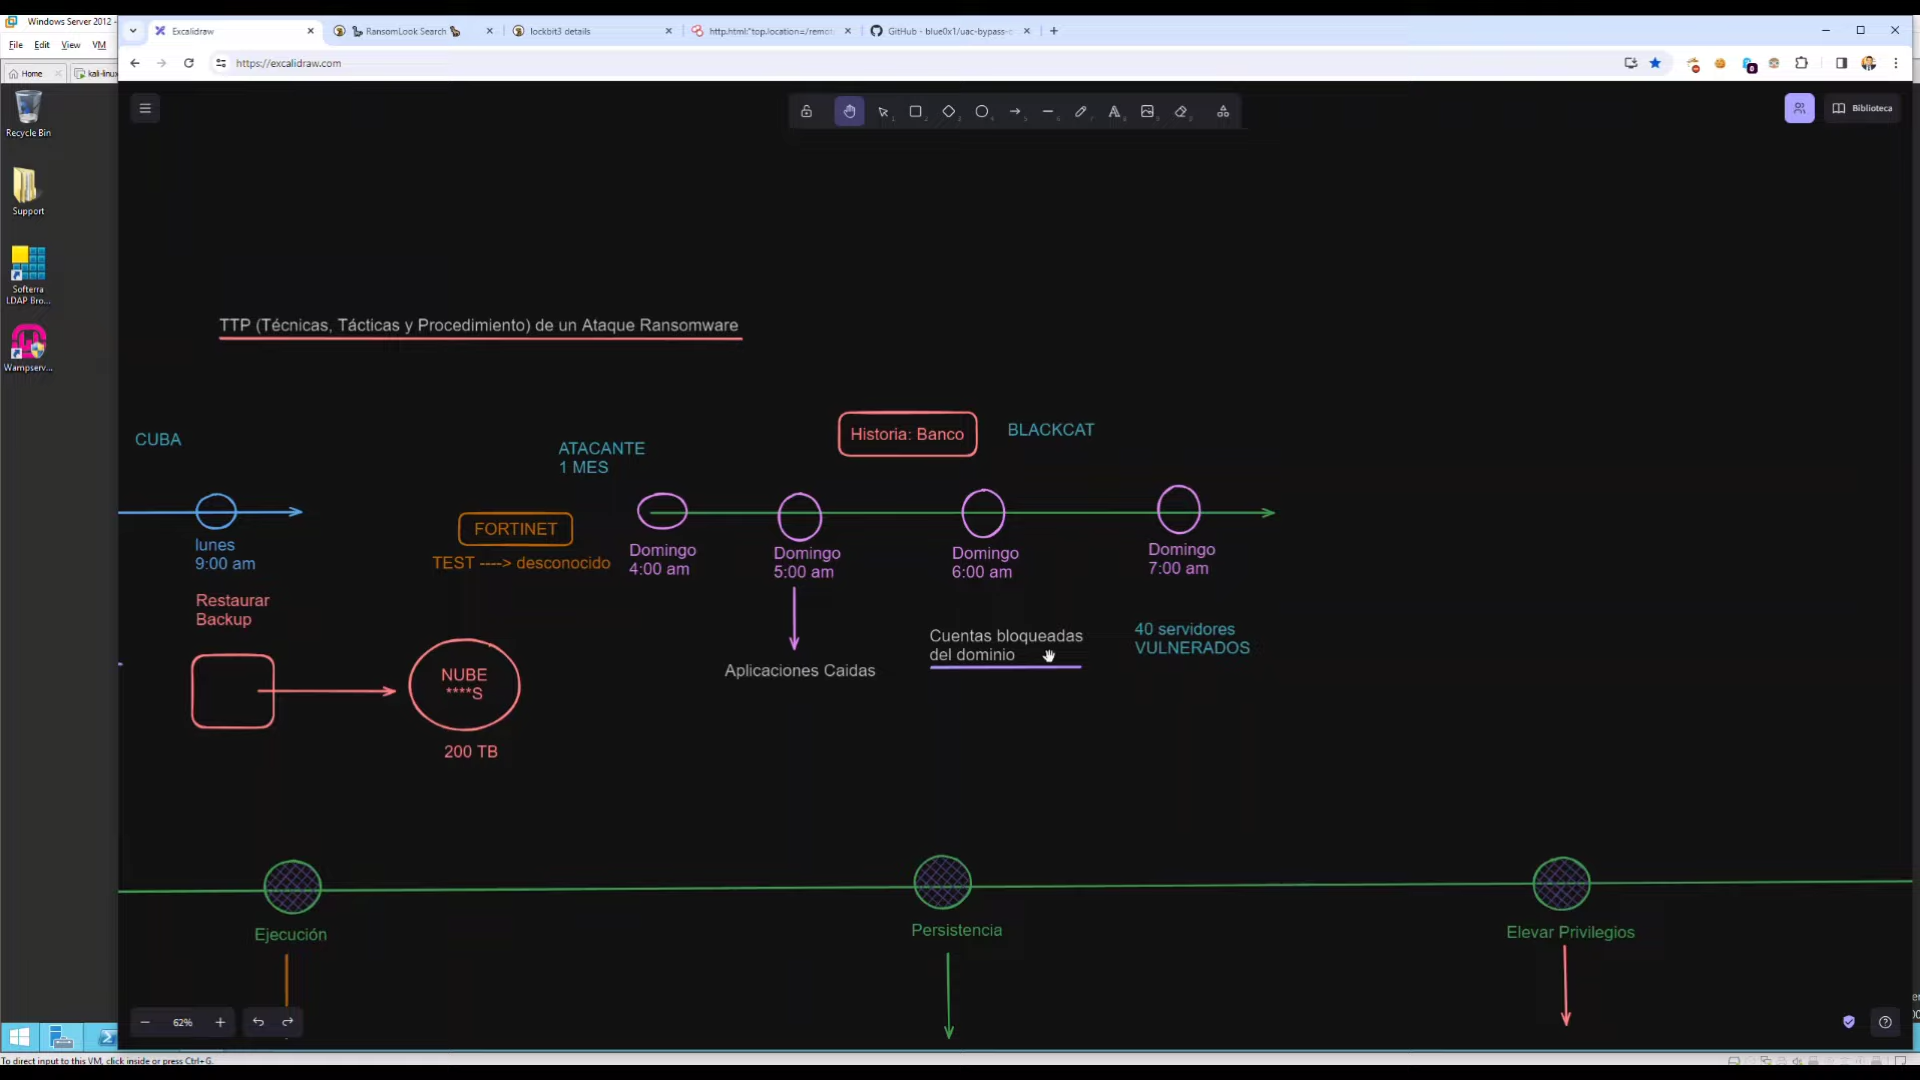 Windows Server 2012 -
Excalidraw
RansomLook Search
lockbit3 details
http.html:"top.location=/remot
GitHub - blue0x1/uac-bypass-
File Edit View VM
https://excalidraw.com
Home
kali-linux
Recycle Bin
Support
Softerra
LDAP Bro...
Wampserv...
Biblioteca
TTP (Técnicas, Tácticas y Procedimiento) de un Ataque Ransomware
CUBA
ATACANTE
1 MES
Historia: Banco
BLACKCAT
lunes
9:00 am
FORTINET
TEST ----> desconocido
Domingo
4:00 am
Domingo
5:00 am
Domingo
6:00 am
Domingo
7:00 am
Restaurar
Backup
Cuentas bloqueadas
del dominio
40 servidores
VULNERADOS
Aplicaciones Caidas
NUBE
****S
200 TB
Ejecución
Persistencia
Elevar Privilegios
62%
To direct input to this VM, click inside or press Ctrl+G.